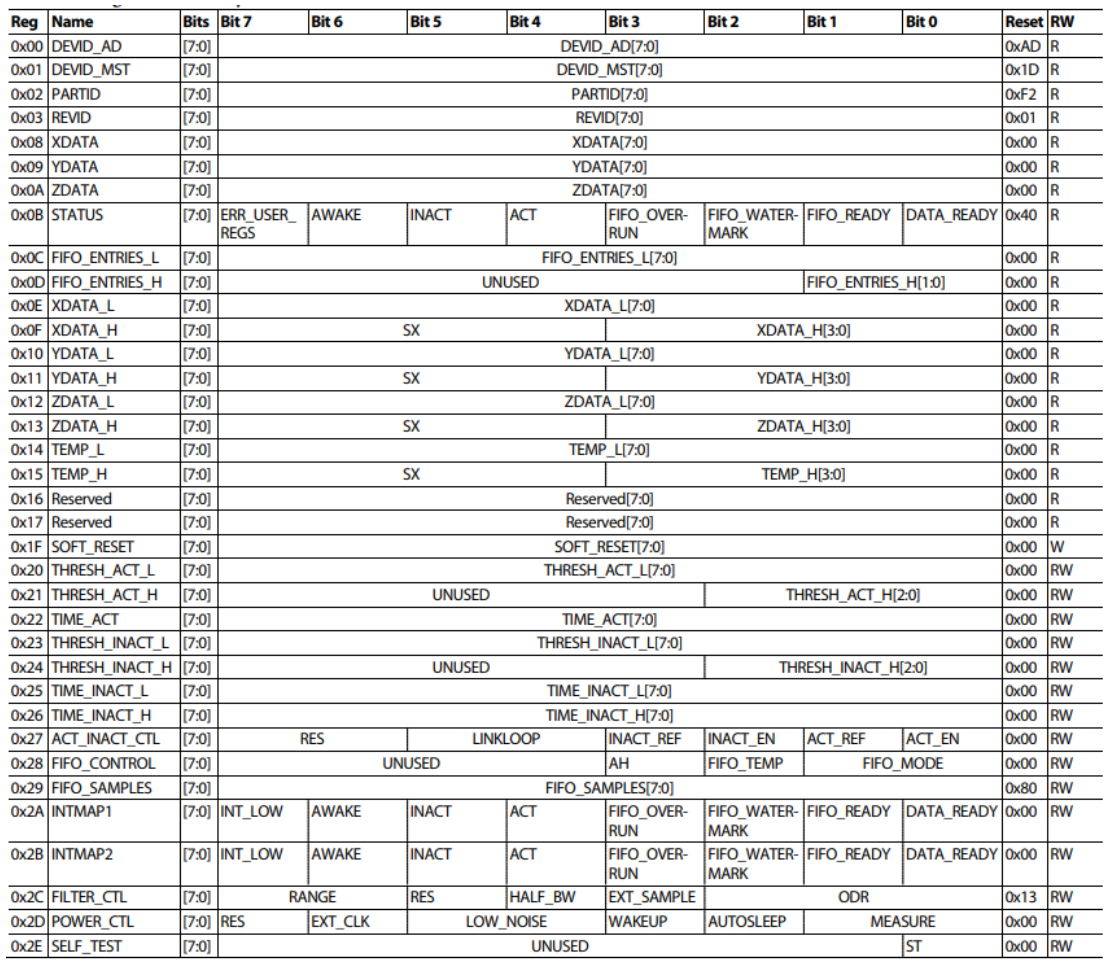 Reg Name Bits Bit 7 Bit 6 Bit 5 Bit 4 Bit 3 Bit 2 Bit 1 Bit 0 Reset RW
0x00 DEVID_AD [7:0] DEVID_AD[7:0] 0xAD R
0x01 DEVID_MST [7:0] DEVID_MST[7:0] 0x1D R
0x02 PARTID [7:0] PARTID[7:0] 0xF2 R
0x03 REVID [7:0] REVID[7:0] 0x01 R
0x08 XDATA [7:0] XDATA[7:0] 0x00 R
0x09 YDATA [7:0] YDATA[7:0] 0x00 R
0x0A ZDATA [7:0] ZDATA[7:0] 0x00 R
0x0B STATUS [7:0] ERR_USER_ AWAKE INACT ACT FIFO_OVER- FIFO_WATER- FIFO_READY DATA_READY 0x40 R
REGS RUN MARK
0x0C FIFO_ENTRIES_L [7:0] FIFO_ENTRIES_L[7:0] 0x00 R
0x0D FIFO_ENTRIES_H [7:0] UNUSED FIFO_ENTRIES_H[1:0] 0x00 R
0x0E XDATA_L [7:0] XDATA_L[7:0] 0x00 R
0x0F XDATA_H [7:0] SX XDATA_H[3:0] 0x00 R
0x10 YDATA_L [7:0] YDATA_L[7:0] 0x00 R
0x11 YDATA_H [7:0] SX YDATA_H[3:0] 0x00 R
0x12 ZDATA_L [7:0] ZDATA_L[7:0] 0x00 R
0x13 ZDATA_H [7:0] SX ZDATA_H[3:0] 0x00 R
0x14 TEMP_L [7:0] TEMP_L[7:0] 0x00 R
0x15 TEMP_H [7:0] SX TEMP_H[3:0] 0x00 R
0x16 Reserved [7:0] Reserved[7:0] 0x00 R
0x17 Reserved [7:0] Reserved[7:0] 0x00 R
0x1F SOFT_RESET [7:0] SOFT_RESET[7:0] 0x00 W
0x20 THRESH_ACT_L [7:0] THRESH_ACT_L[7:0] 0x00 RW
0x21 THRESH_ACT_H [7:0] UNUSED THRESH_ACT_H[2:0] 0x00 RW
0x22 TIME_ACT [7:0] TIME_ACT[7:0] 0x00 RW
0x23 THRESH_INACT_L [7:0] THRESH_INACT_L[7:0] 0x00 RW
0x24 THRESH_INACT_H [7:0] UNUSED THRESH_INACT_H[2:0] 0x00 RW
0x25 TIME_INACT_L [7:0] TIME_INACT_L[7:0] 0x00 RW
0x26 TIME_INACT_H [7:0] TIME_INACT_H[7:0] 0x00 RW
0x27 ACT_INACT_CTL [7:0] RES LINKLOOP INACT_REF INACT_EN ACT_REF ACT_EN 0x00 RW
0x28 FIFO_CONTROL [7:0] UNUSED AH FIFO_TEMP FIFO_MODE 0x00 RW
0x29 FIFO_SAMPLES [7:0] FIFO_SAMPLES[7:0] 0x80 RW
0x2A INTMAP1 [7:0] INT_LOW AWAKE INACT ACT FIFO_OVER- FIFO_WATER- FIFO_READY DATA_READY 0x00 RW
RUN MARK
0x2B INTMAP2 [7:0] INT_LOW AWAKE INACT ACT FIFO_OVER- FIFO_WATER- FIFO_READY DATA_READY 0x00 RW
RUN MARK
0x2C FILTER_CTL [7:0] RANGE RES HALF_BW EXT_SAMPLE ODR 0x13 RW
0x2D POWER_CTL [7:0] RES EXT_CLK LOW_NOISE WAKEUP AUTOSLEEP MEASURE 0x00 RW
0x2E SELF_TEST [7:0] UNUSED ST 0x00 RW